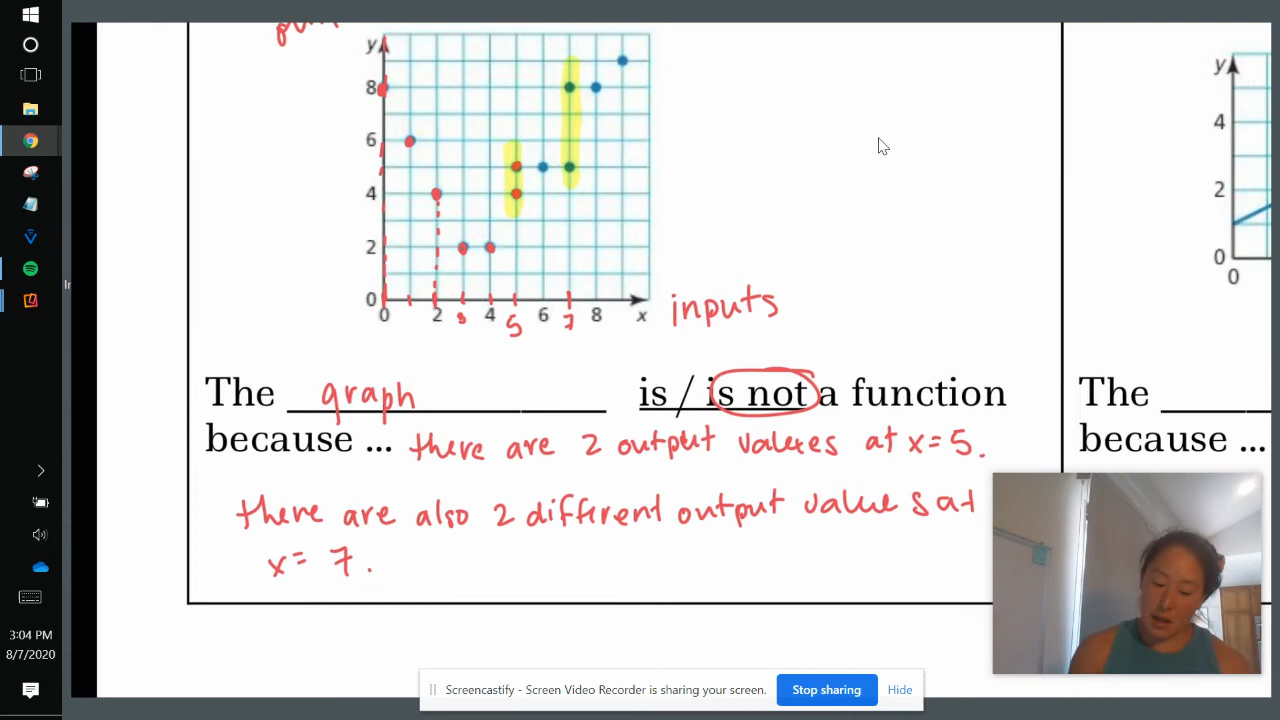 y
8
6
4
2
0
0 2 3 4 5 6 7 8 x
inputs
The graph is / is not a function
because ... there are 2 output values at x=5.
there are also 2 different output values at
x= 7.
y
4
2
0
0
The
because ...
3:04 PM
8/7/2020
Screencastify - Screen Video Recorder is sharing your screen.
Stop sharing
Hide